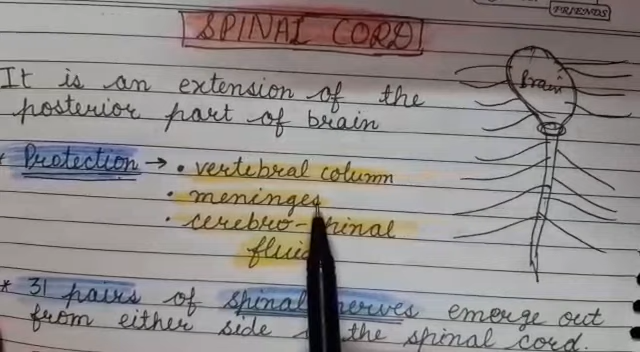 FRIENDS
SPINAL CORD
It is an extension of the
posterior part of brain
Brain
* Protection → • vertebral column
• meninges
• cerebro-spinal
fluid
* 31 pairs of spinal nerves emerge out
from either side the spinal cord.